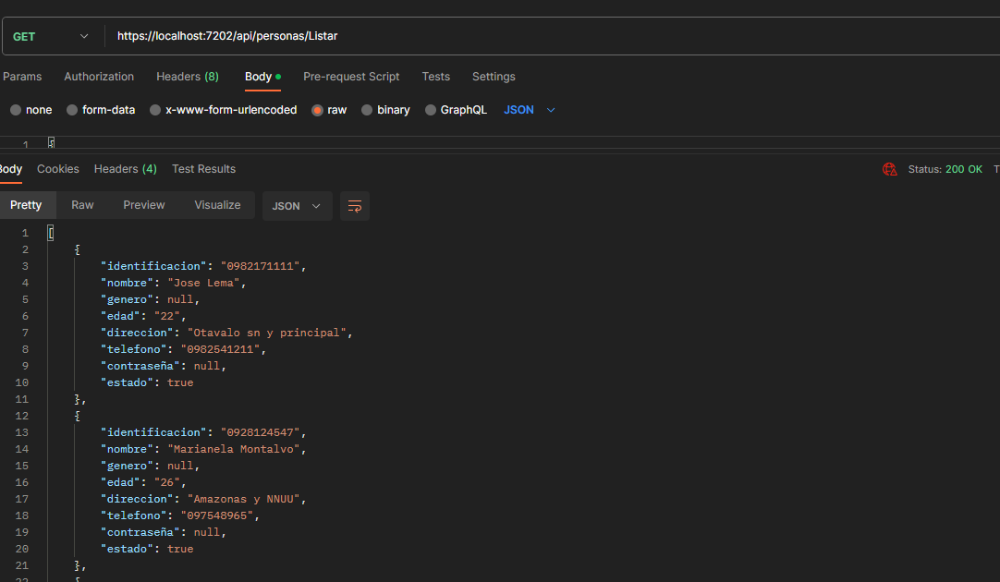 GET https://localhost:7202/api/personas/Listar
Params Authorization Headers (8) Body Pre-request Script Tests Settings
none form-data x-www-form-urlencoded raw binary GraphQL JSON
1 {
Body Cookies Headers (4) Test Results Status: 200 OK T
Pretty Raw Preview Visualize JSON
1 [
2 {
3 "identificacion": "0982171111",
4 "nombre": "Jose Lema",
5 "genero": null,
6 "edad": "22",
7 "direccion": "Otavalo sn y principal",
8 "telefono": "0982541211",
9 "contraseña": null,
10 "estado": true
11 },
12 {
13 "identificacion": "0928124547",
14 "nombre": "Marianela Montalvo",
15 "genero": null,
16 "edad": "26",
17 "direccion": "Amazonas y NNUU",
18 "telefono": "097548965",
19 "contraseña": null,
20 "estado": true
21 },
22 {